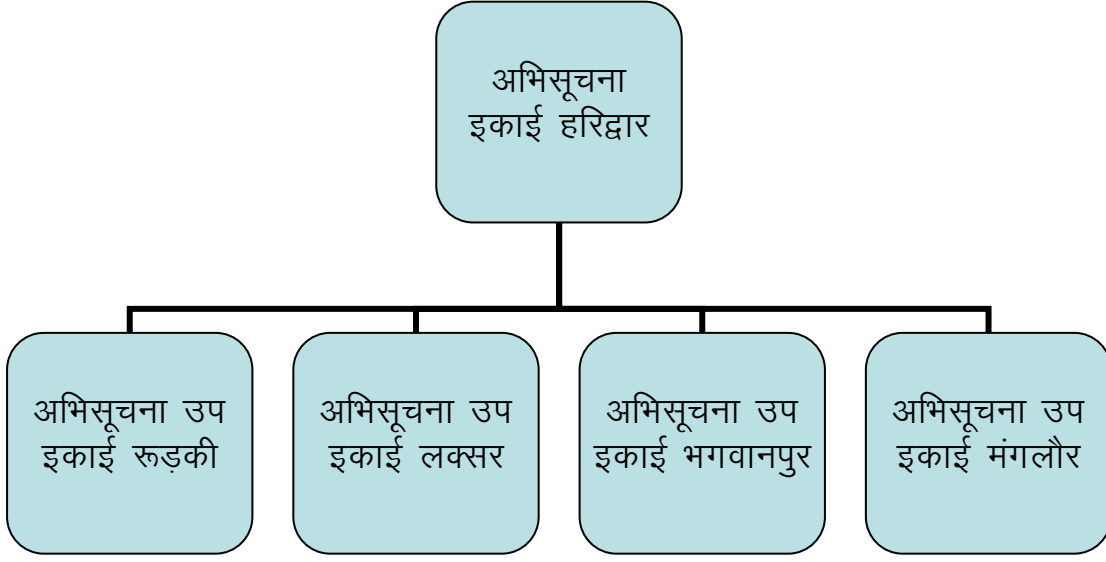 अभिसूचना
इकाई हरिद्वार
अभिसूचना उप
इकाई रूड़की
अभिसूचना उप
इकाई लक्सर
अभिसूचना उप
इकाई भगवानपुर
अभिसूचना उप
इकाई मंगलौर